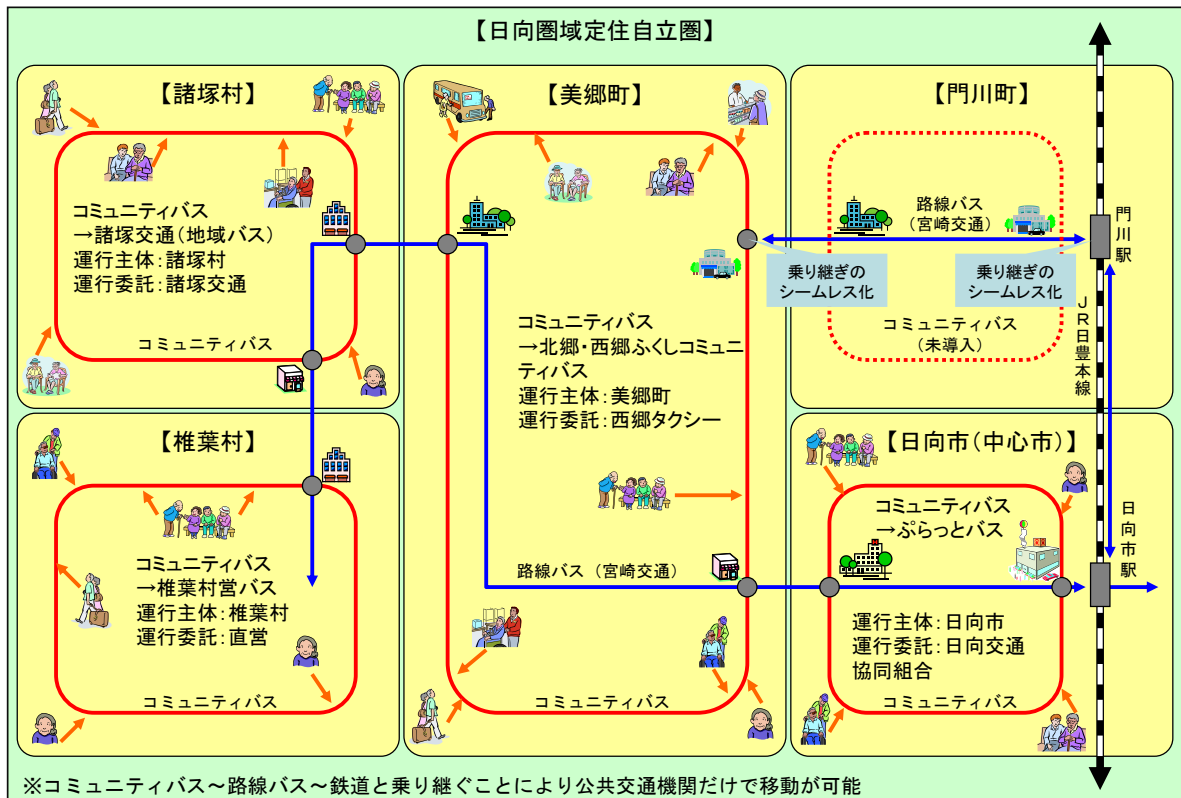 【日向圏域定住自立圏】
【諸塚村】
コミュニティバス
→諸塚交通(地域バス)
運行主体:諸塚村
運行委託:諸塚交通
コミュニティバス
【美郷町】
コミュニティバス
→北郷・西郷ふくしコミュニ
ティバス
運行主体:美郷町
運行委託:西郷タクシー
路線バス (宮崎交通)
コミュニティバス
【門川町】
路線バス
(宮崎交通)
乗り継ぎの
シームレス化
乗り継ぎの
シームレス化
コミュニティバス
(未導入)
門川駅
JR日豊本線
【椎葉村】
コミュニティバス
→椎葉村営バス
運行主体:椎葉村
運行委託:直営
コミュニティバス
【日向市(中心市)】
コミュニティバス
→ぷらっとバス
運行主体:日向市
運行委託:日向交通
協同組合
日向市駅
※コミュニティバス~路線バス~鉄道と乗り継ぐことにより公共交通機関だけで移動が可能